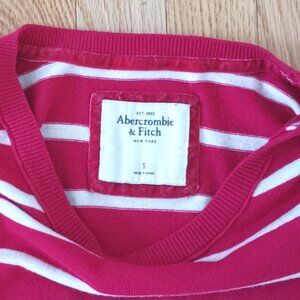 EST. 1892
Abercrombie
& Fitch
NEW YORK
S